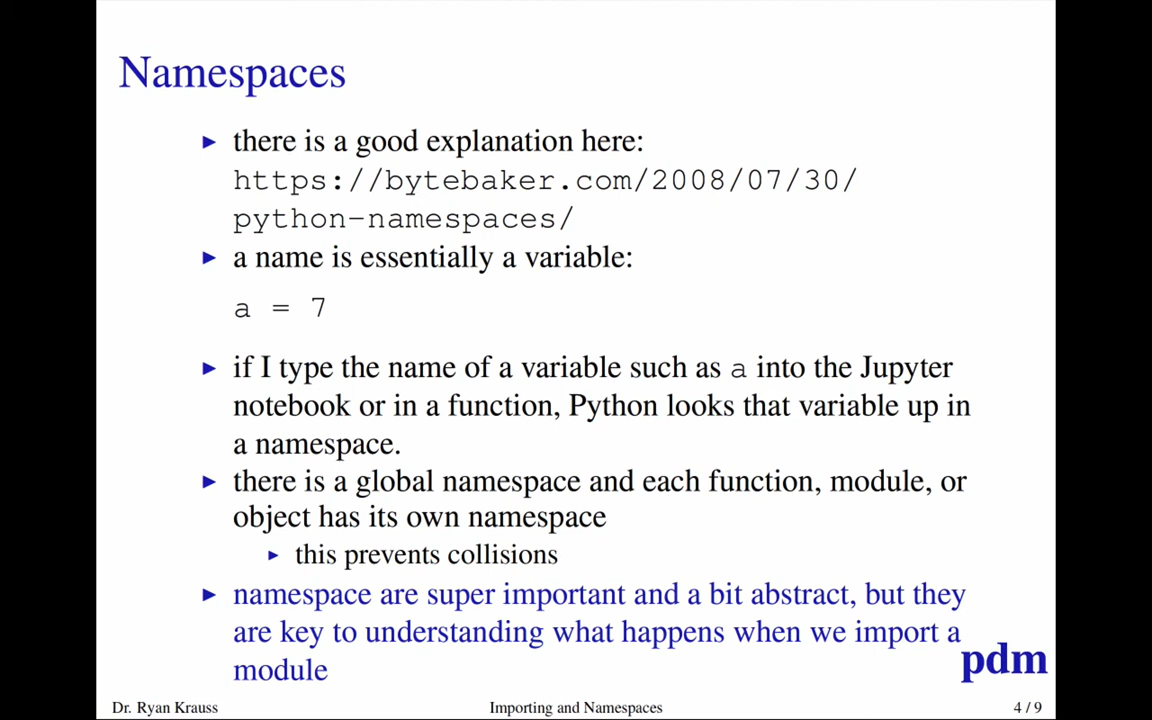 Namespaces
there is a good explanation here:
https://bytebaker.com/2008/07/30/
python-namespaces/
a name is essentially a variable:
a = 7
if I type the name of a variable such as a into the Jupyter
notebook or in a function, Python looks that variable up in
a namespace.
there is a global namespace and each function, module, or
object has its own namespace
this prevents collisions
namespace are super important and a bit abstract, but they
are key to understanding what happens when we import a
module
pdm
Dr. Ryan Krauss
Importing and Namespaces
4 / 9